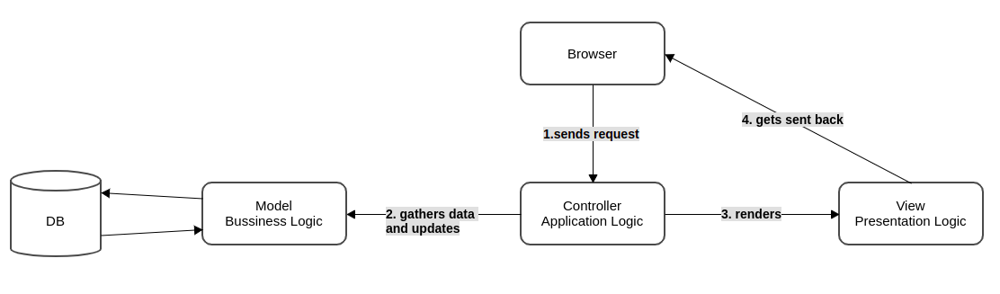 Browser
1.sends request
4. gets sent back
DB
Model
Bussiness Logic
2. gathers data
and updates
Controller
Application Logic
3. renders
View
Presentation Logic